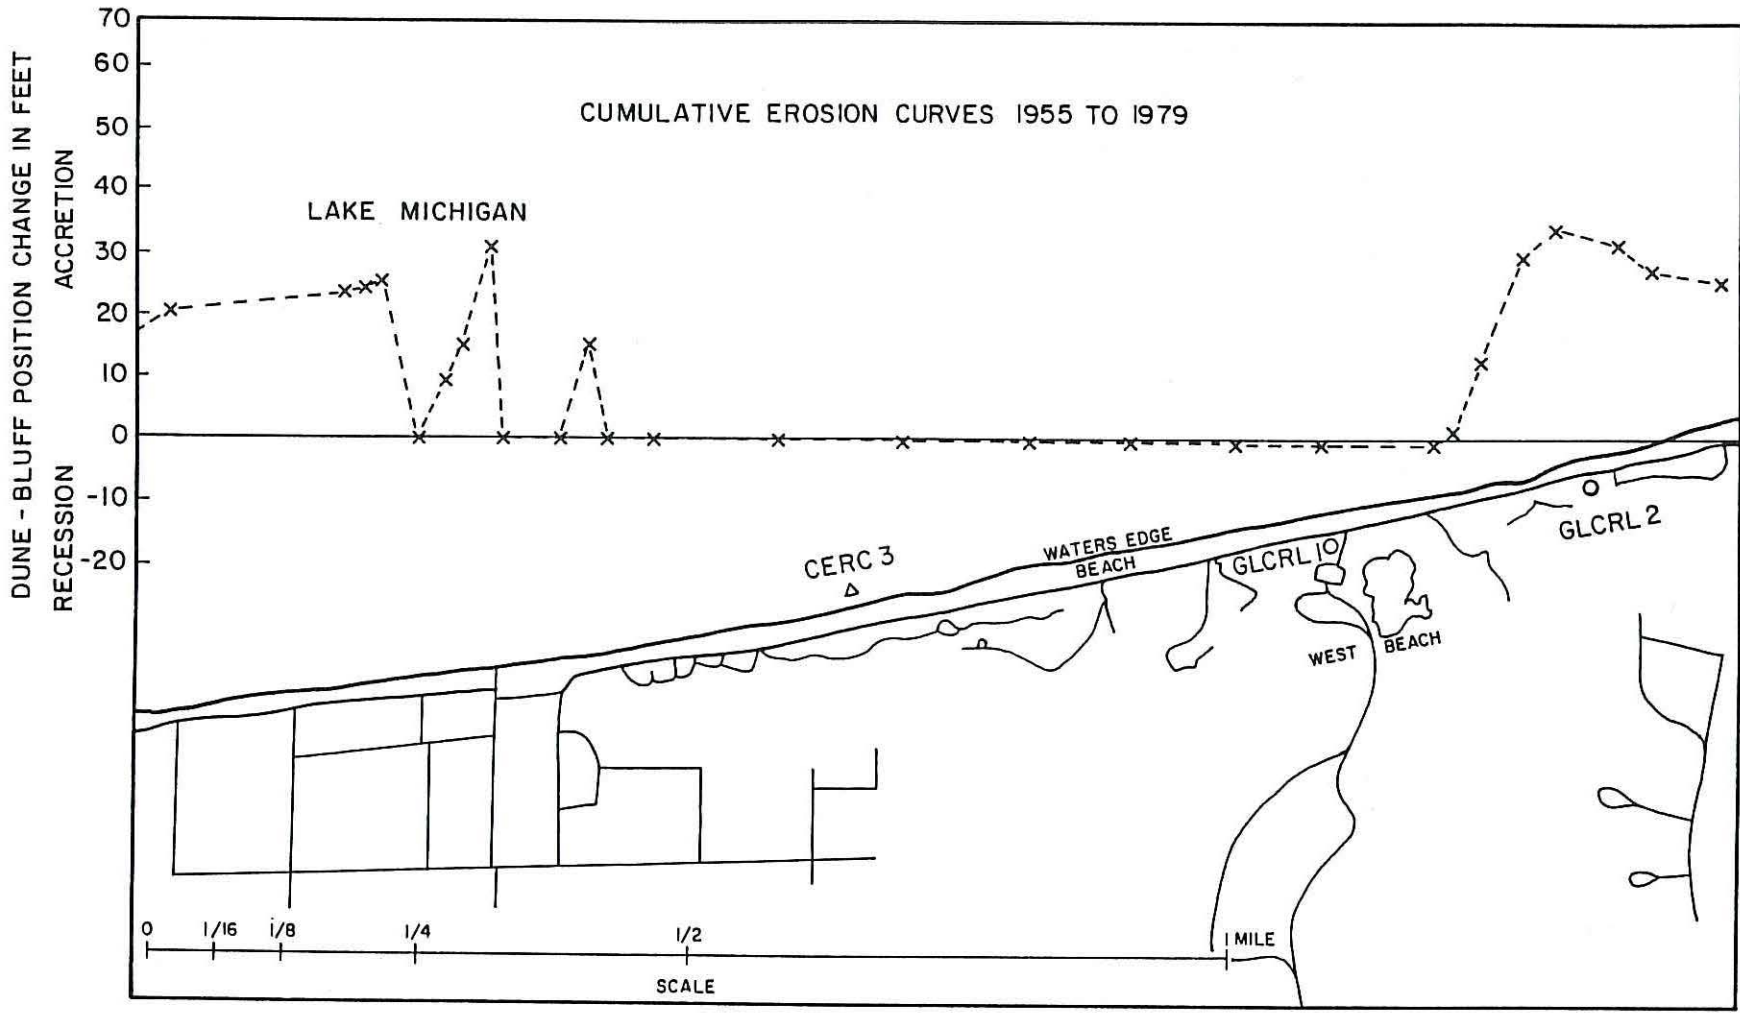 70
60
50
40
30
20
10
0
-10
-20
DUNE - BLUFF POSITION CHANGE IN FEET
RECESSION ACCRETION
CUMULATIVE EROSION CURVES 1955 TO 1979
LAKE MICHIGAN
CERC 3
WATERS EDGE
BEACH
GLCRL 1
GLCRL 2
WEST BEACH
0 1/16 1/8 1/4 1/2 1 MILE
SCALE